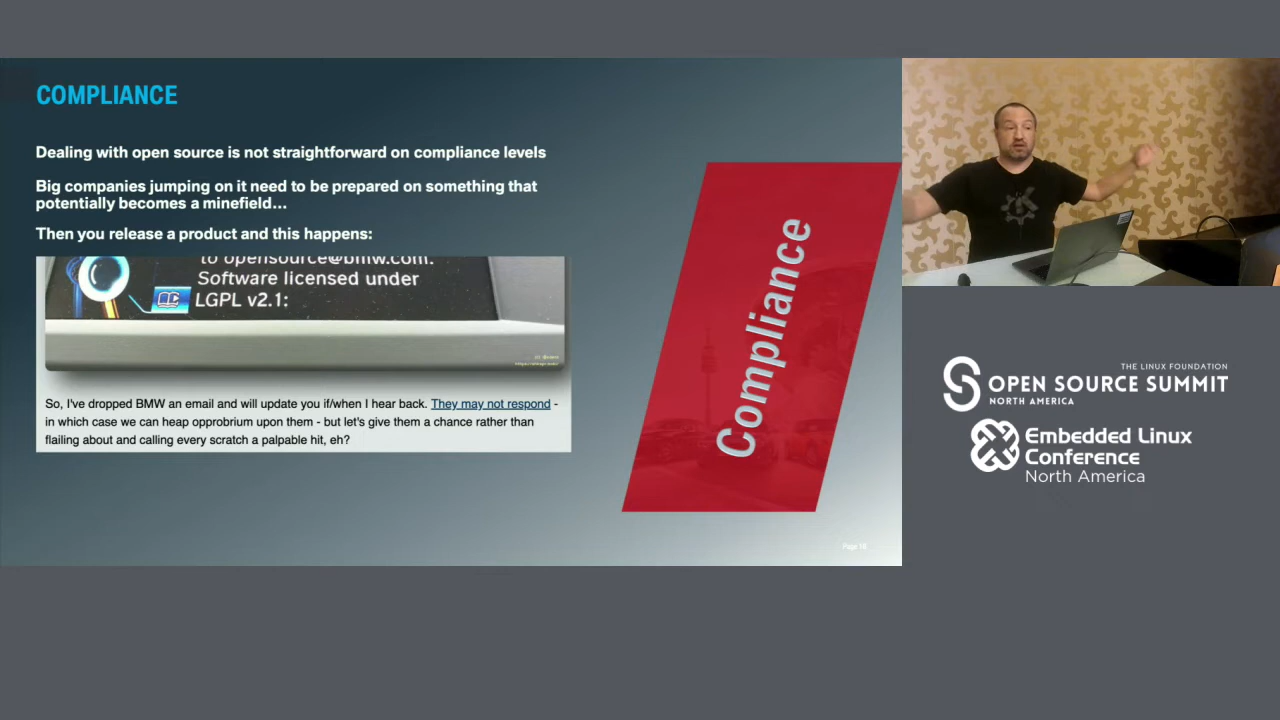 COMPLIANCE
Dealing with open source is not straightforward on compliance levels
Big companies jumping on it need to be prepared on something that
potentially becomes a minefield...
Then you release a product and this happens:
to opensource@bmw.com.
Software licensed under
LGPL v2.1:
So, I've dropped BMW an email and will update you if/when I hear back. They may not respond -
in which case we can heap opprobrium upon them - but let's give them a chance rather than
flailing about and calling every scratch a palpable hit, eh?
Compliance
Page 16
THE LINUX FOUNDATION
OPEN SOURCE SUMMIT
NORTH AMERICA
Embedded Linux
Conference
North America